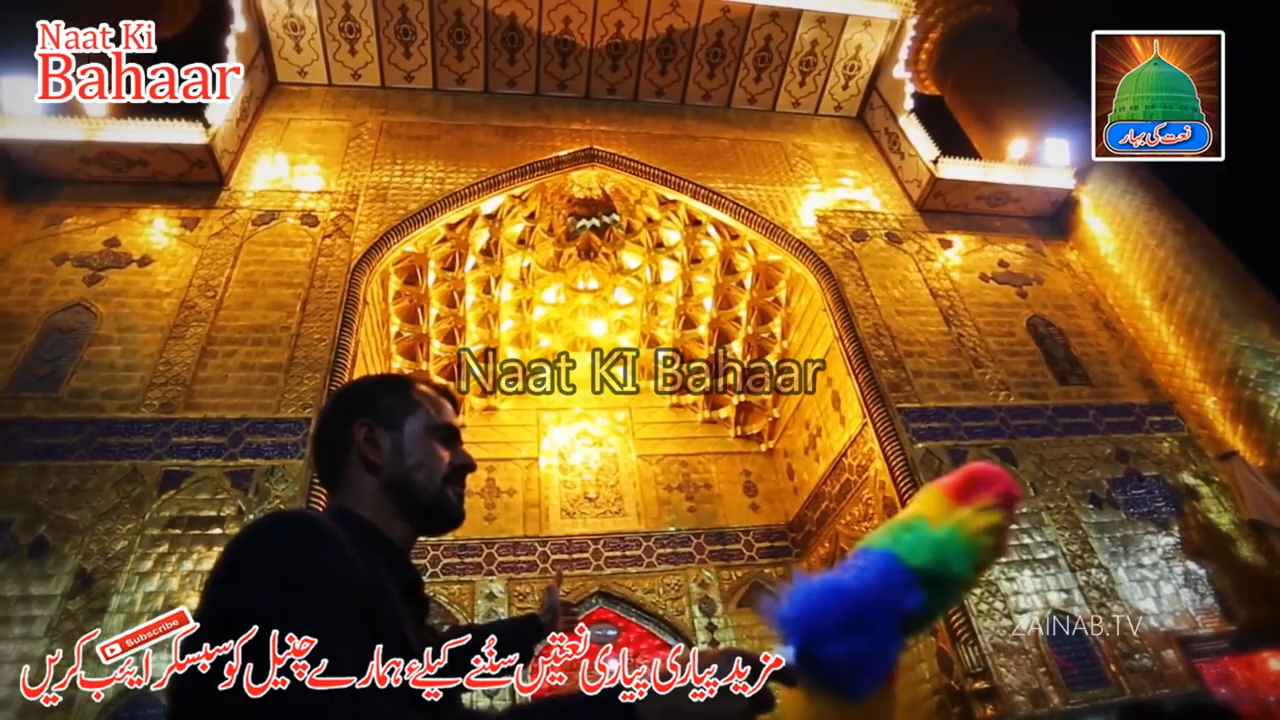 Naat Ki
Bahaar
نعت کی بہار
Naat KI Bahaar
ZAINAB.TV
Subscribe
مزید پیاری پیاری نعتیں سننے کیلئے ہمارے چینل کو سبسکرائب کریں